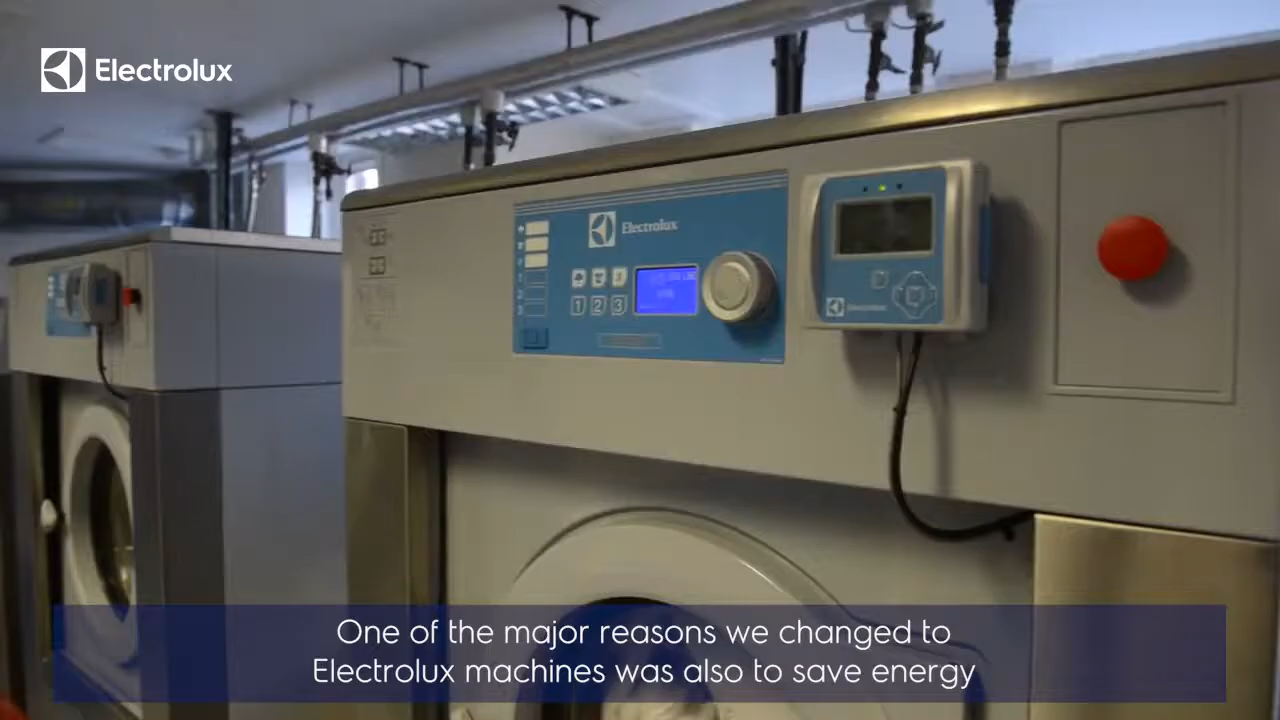 Electrolux
Electrolux
1 2 3
One of the major reasons we changed to
Electrolux machines was also to save energy